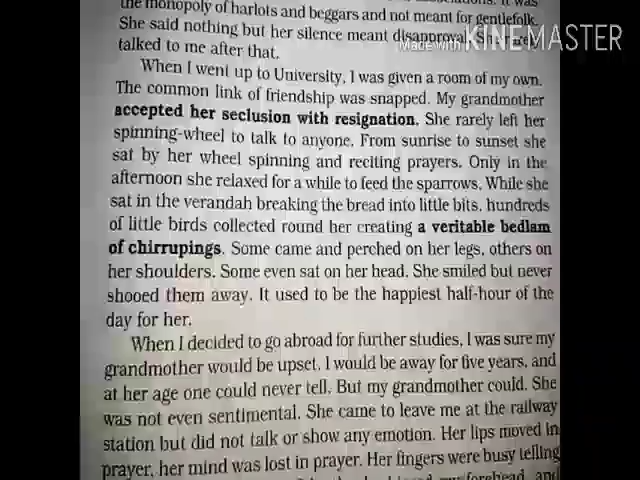 the monopoly of harlots and beggars and not meant for gentlefolk.
She said nothing but her silence meant disapproval. She rarely
Made with KINEMASTER
talked to me after that.
When I went up to University, I was given a room of my own.
The common link of friendship was snapped. My grandmother
accepted her seclusion with resignation. She rarely left her
spinning-wheel to talk to anyone. From sunrise to sunset she
sat by her wheel spinning and reciting prayers. Only in the
afternoon she relaxed for a while to feed the sparrows. While she
sat in the verandah breaking the bread into little bits, hundreds
of little birds collected round her creating a veritable bedlam
of chirrupings. Some came and perched on her legs, others on
her shoulders. Some even sat on her head. She smiled but never
shooed them away. It used to be the happiest half-hour of the
day for her.
When I decided to go abroad for further studies, I was sure my
grandmother would be upset. I would be away for five years, and
at her age one could never tell. But my grandmother could. She
was not even sentimental. She came to leave me at the railway
station but did not talk or show any emotion. Her lips moved in
prayer, her mind was lost in prayer. Her fingers were busy telling
forehead, and